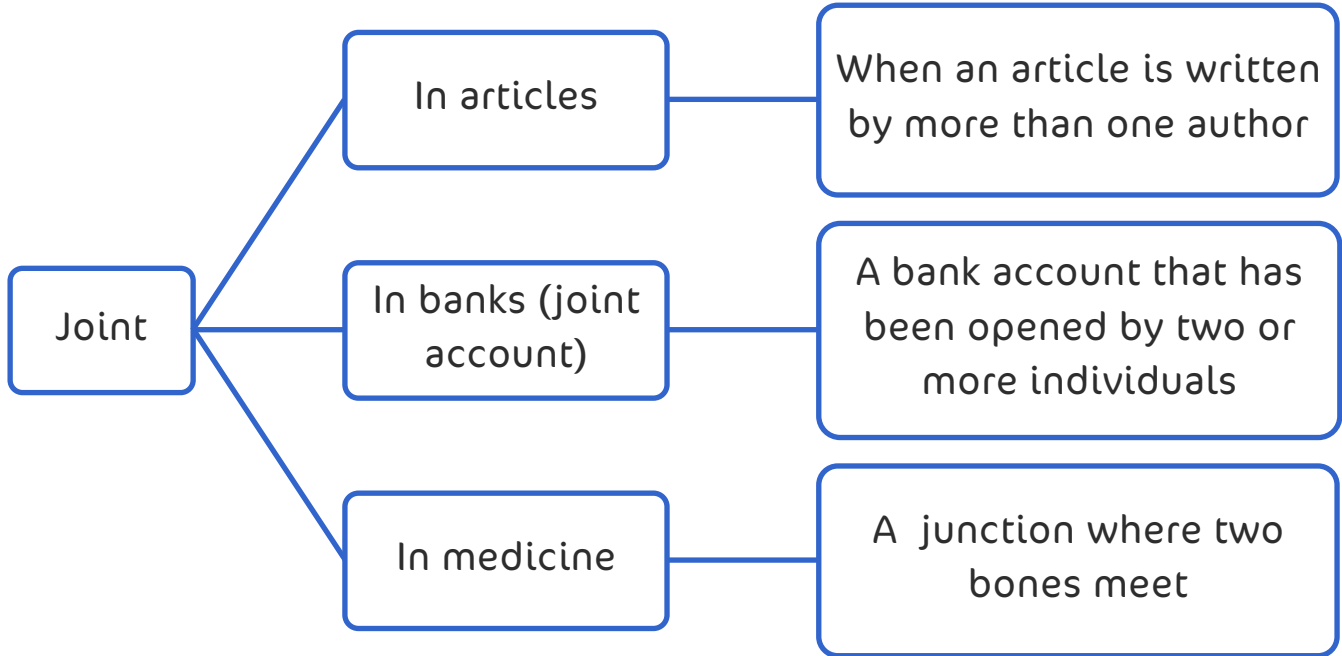 Joint
In articles
When an article is written
by more than one author
In banks (joint
account)
A bank account that has
been opened by two or
more individuals
In medicine
A junction where two
bones meet